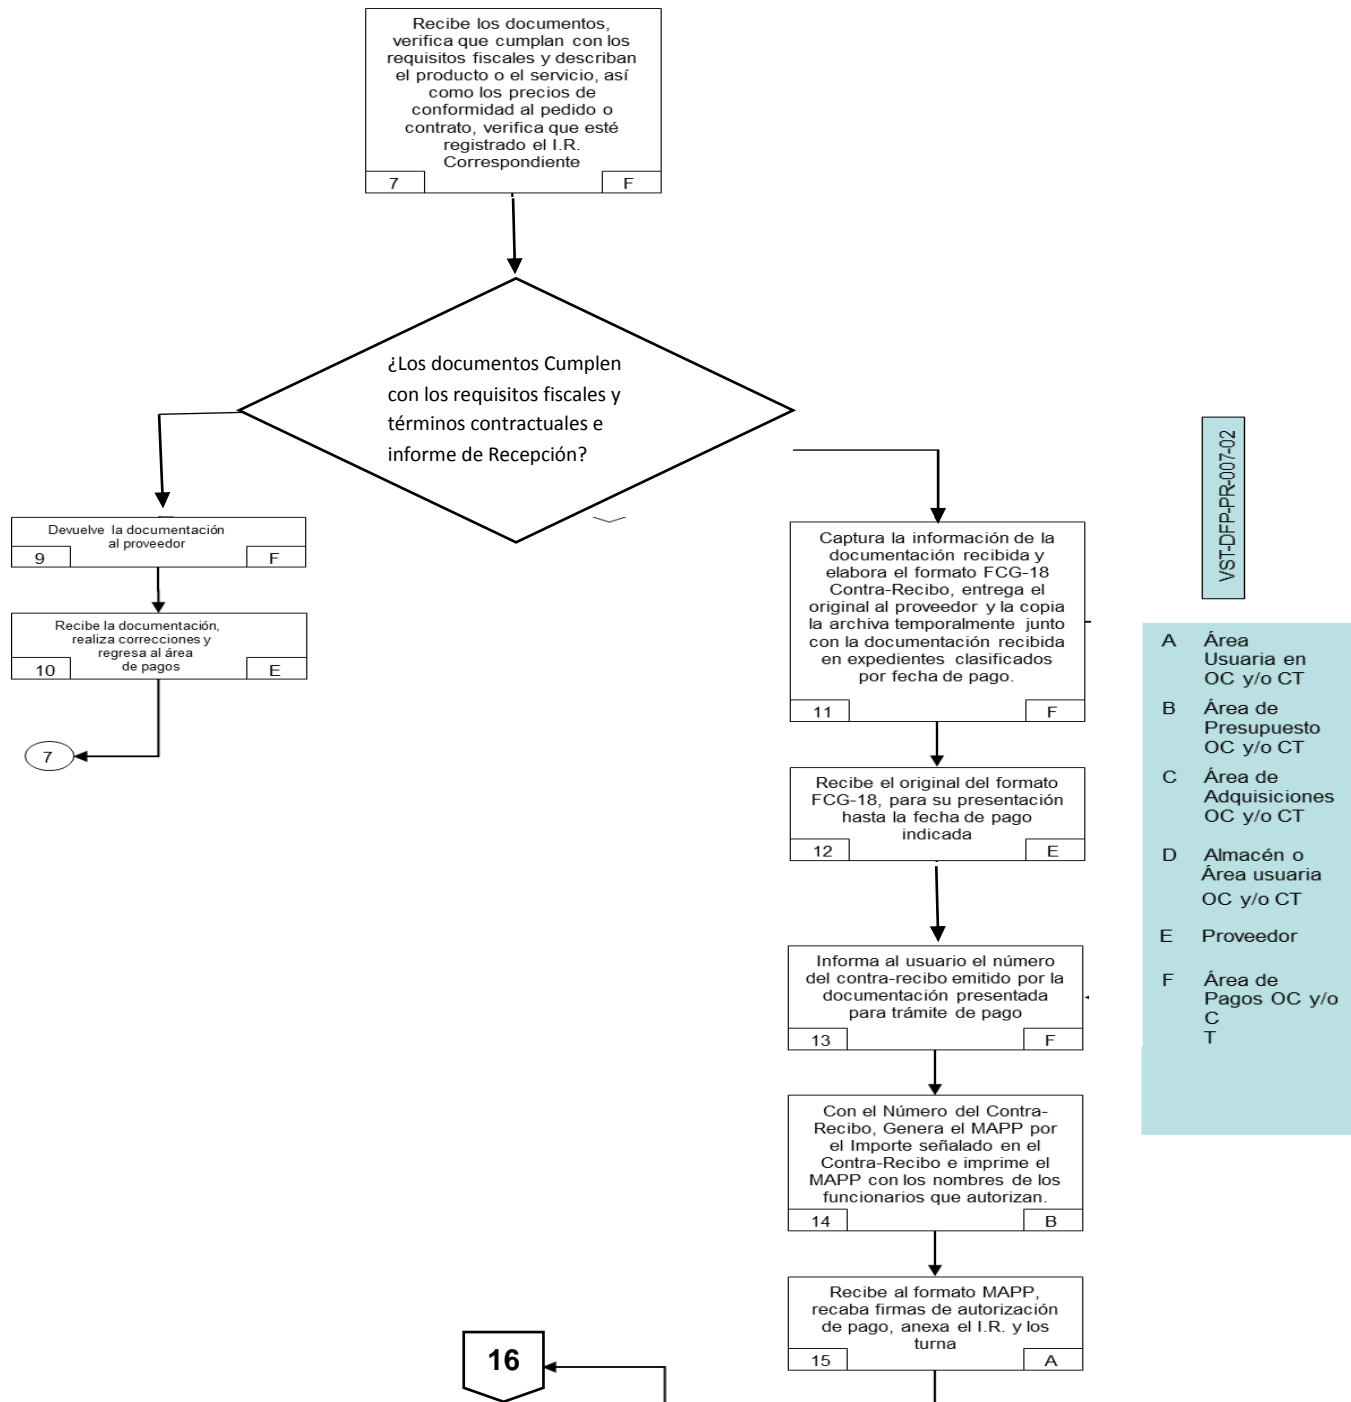 Recibe los documentos,
verifica que cumplan con los
requisitos fiscales y describan
el producto o el servicio, así
como los precios de
conformidad al pedido o
contrato, verifica que esté
registrado el I.R.
Correspondiente
7
F
¿Los documentos Cumplen
con los requisitos fiscales y
términos contractuales e
informe de Recepción?
Devuelve la documentación
al proveedor
9
F
Recibe la documentación,
realiza correcciones y
regresa al área
de pagos
10
E
7
Captura la información de la
documentación recibida y
elabora el formato FCG-18
Contra-Recibo, entrega el
original al proveedor y la copia
la archiva temporalmente junto
con la documentación recibida
en expedientes clasificados
por fecha de pago.
11
F
Recibe el original del formato
FCG-18, para su presentación
hasta la fecha de pago
indicada
12
E
Informa al usuario el número
del contra-recibo emitido por la
documentación presentada
para trámite de pago
13
F
Con el Número del Contra-
Recibo, Genera el MAPP por
el Importe señalado en el
Contra-Recibo e imprime el
MAPP con los nombres de los
funcionarios que autorizan.
14
B
Recibe al formato MAPP,
recaba firmas de autorización
de pago, anexa el I.R. y los
turna
15
A
16
VST-DFP-PR-007-02
A Área
Usuaria en
OC y/o CT
B Área de
Presupuesto
OC y/o CT
C Área de
Adquisiciones
OC y/o CT
D Almacén o
Área usuaria
OC y/o CT
E Proveedor
F Área de
Pagos OC y/o
C
T